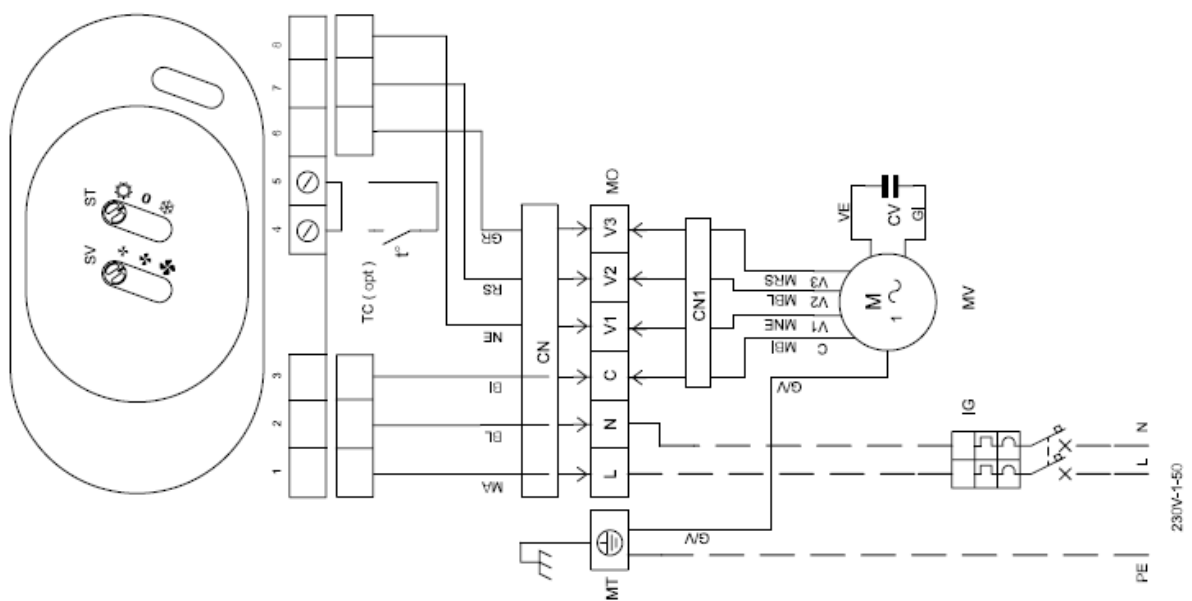 SV ST
0
1 2 3 4 5 6 7 8
TC ( opt )
t°
MA BL BI NE RS GR
CN
MO
L N C V1 V2 V3
MT
CN1
G/V
G/V
MBI MNE MBL MRS
C V1 V2 V3
M
1
MV
VE
CV
GI
IG
PE L N
230V-1-50